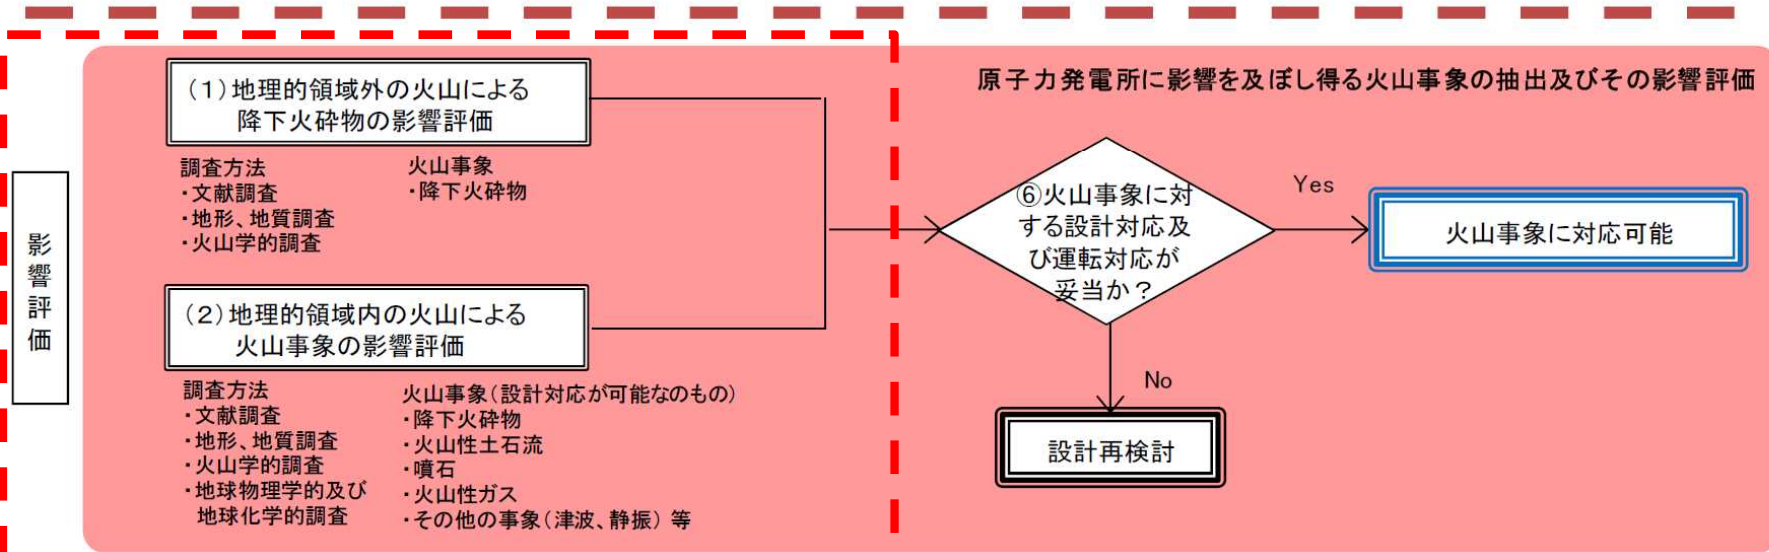 影響評価
(1)地理的領域外の火山による
降下火砕物の影響評価
調査方法
・文献調査
・地形、地質調査
・火山学的調査
火山事象
・降下火砕物
(2)地理的領域内の火山による
火山事象の影響評価
調査方法
・文献調査
・地形、地質調査
・火山学的調査
・地球物理学的及び
地球化学的調査
火山事象(設計対応が可能なのもの)
・降下火砕物
・火山性土石流
・噴石
・火山性ガス
・その他の事象(津波、静振)等
原子力発電所に影響を及ぼし得る火山事象の抽出及びその影響評価
⑥火山事象に対
する設計対応及
び運転対応が
妥当か?
Yes
火山事象に対応可能
No
設計再検討